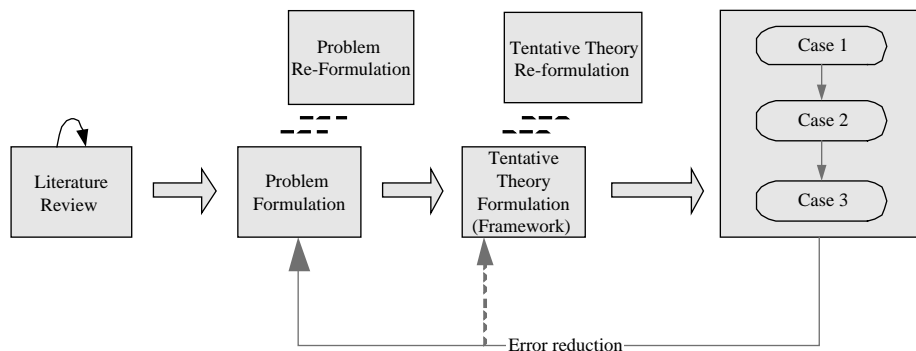 Problem
Re-Formulation
Tentative Theory
Re-formulation
Case 1
Case 2
Case 3
Literature
Review
Problem
Formulation
Tentative
Theory
Formulation
(Framework)
Error reduction